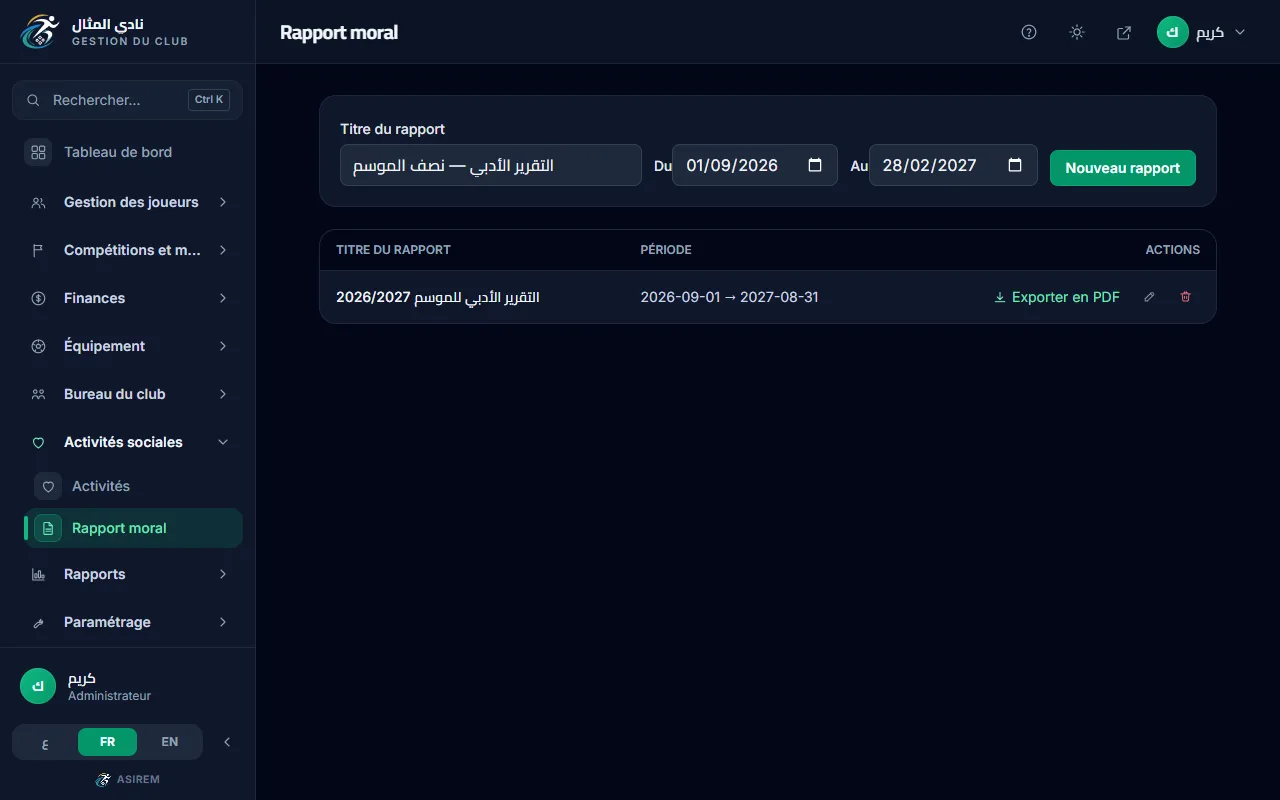 نادي المثال
GESTION DU CLUB
Rechercher...
Ctrl K
Tableau de bord
Gestion des joueurs
Compétitions et m...
Finances
Équipement
Bureau du club
Activités sociales
Activités
Rapport moral
Rapports
Paramétrage
كريم
Administrateur
ع
FR
EN
ASIREM
Rapport moral
ك
كريم
Titre du rapport
التقرير الأدبي — نصف الموسم
Du
01/09/2026
Au
28/02/2027
Nouveau rapport
TITRE DU RAPPORT
PÉRIODE
ACTIONS
التقرير الأدبي للموسم 2026/2027
2026-09-01 → 2027-08-31
Exporter en PDF
ك